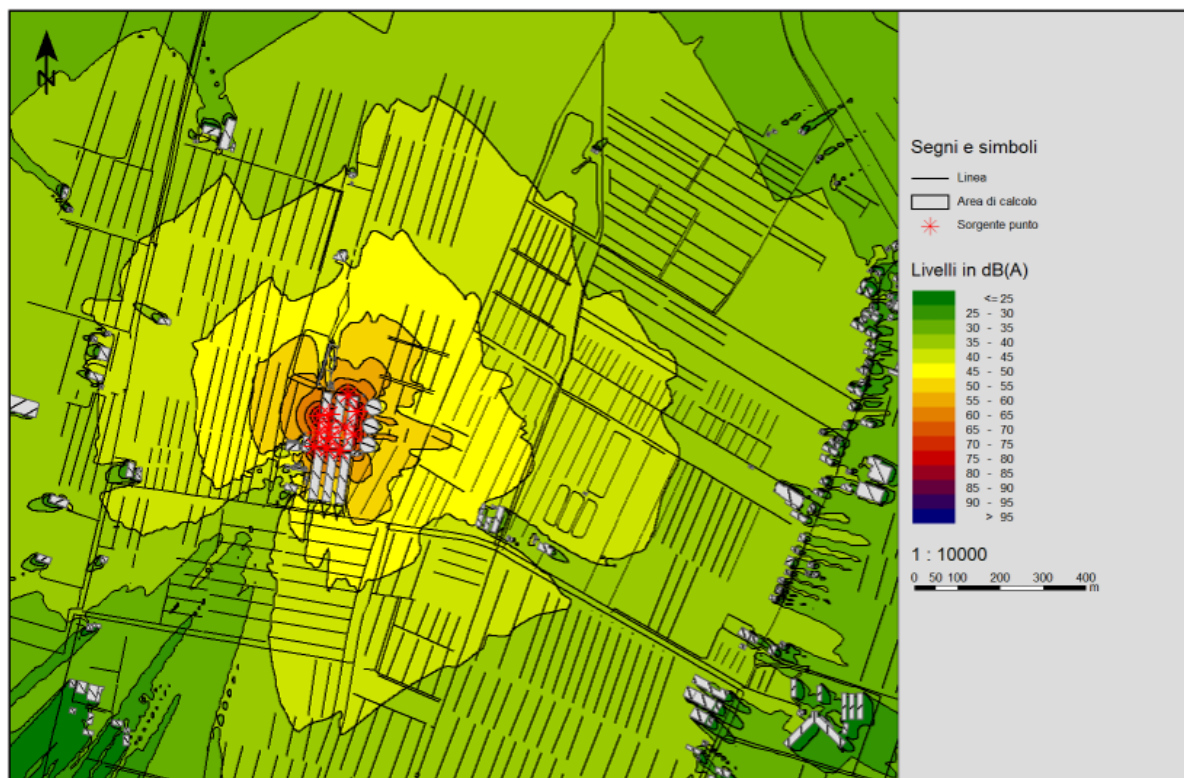 N
Segni e simboli
Linea
Area di calcolo
Sorgente punto
Livelli in dB(A)
<= 25
25 - 30
30 - 35
35 - 40
40 - 45
45 - 50
50 - 55
55 - 60
60 - 65
65 - 70
70 - 75
75 - 80
80 - 85
85 - 90
90 - 95
> 95
1 : 10000
0 50 100 200 300 400
m